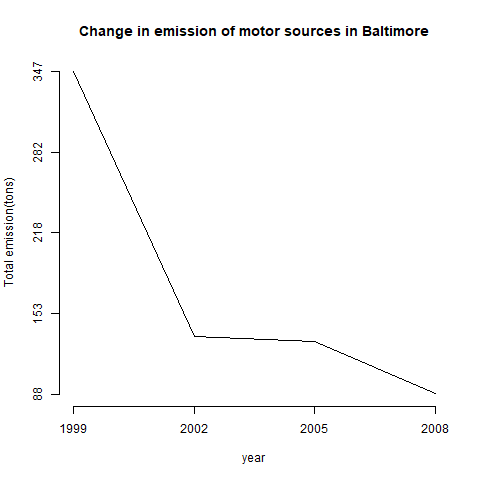 Change in emission of motor sources in Baltimore
347
282
218
153
88
Total emission(tons)
1999 2002 2005 2008
year